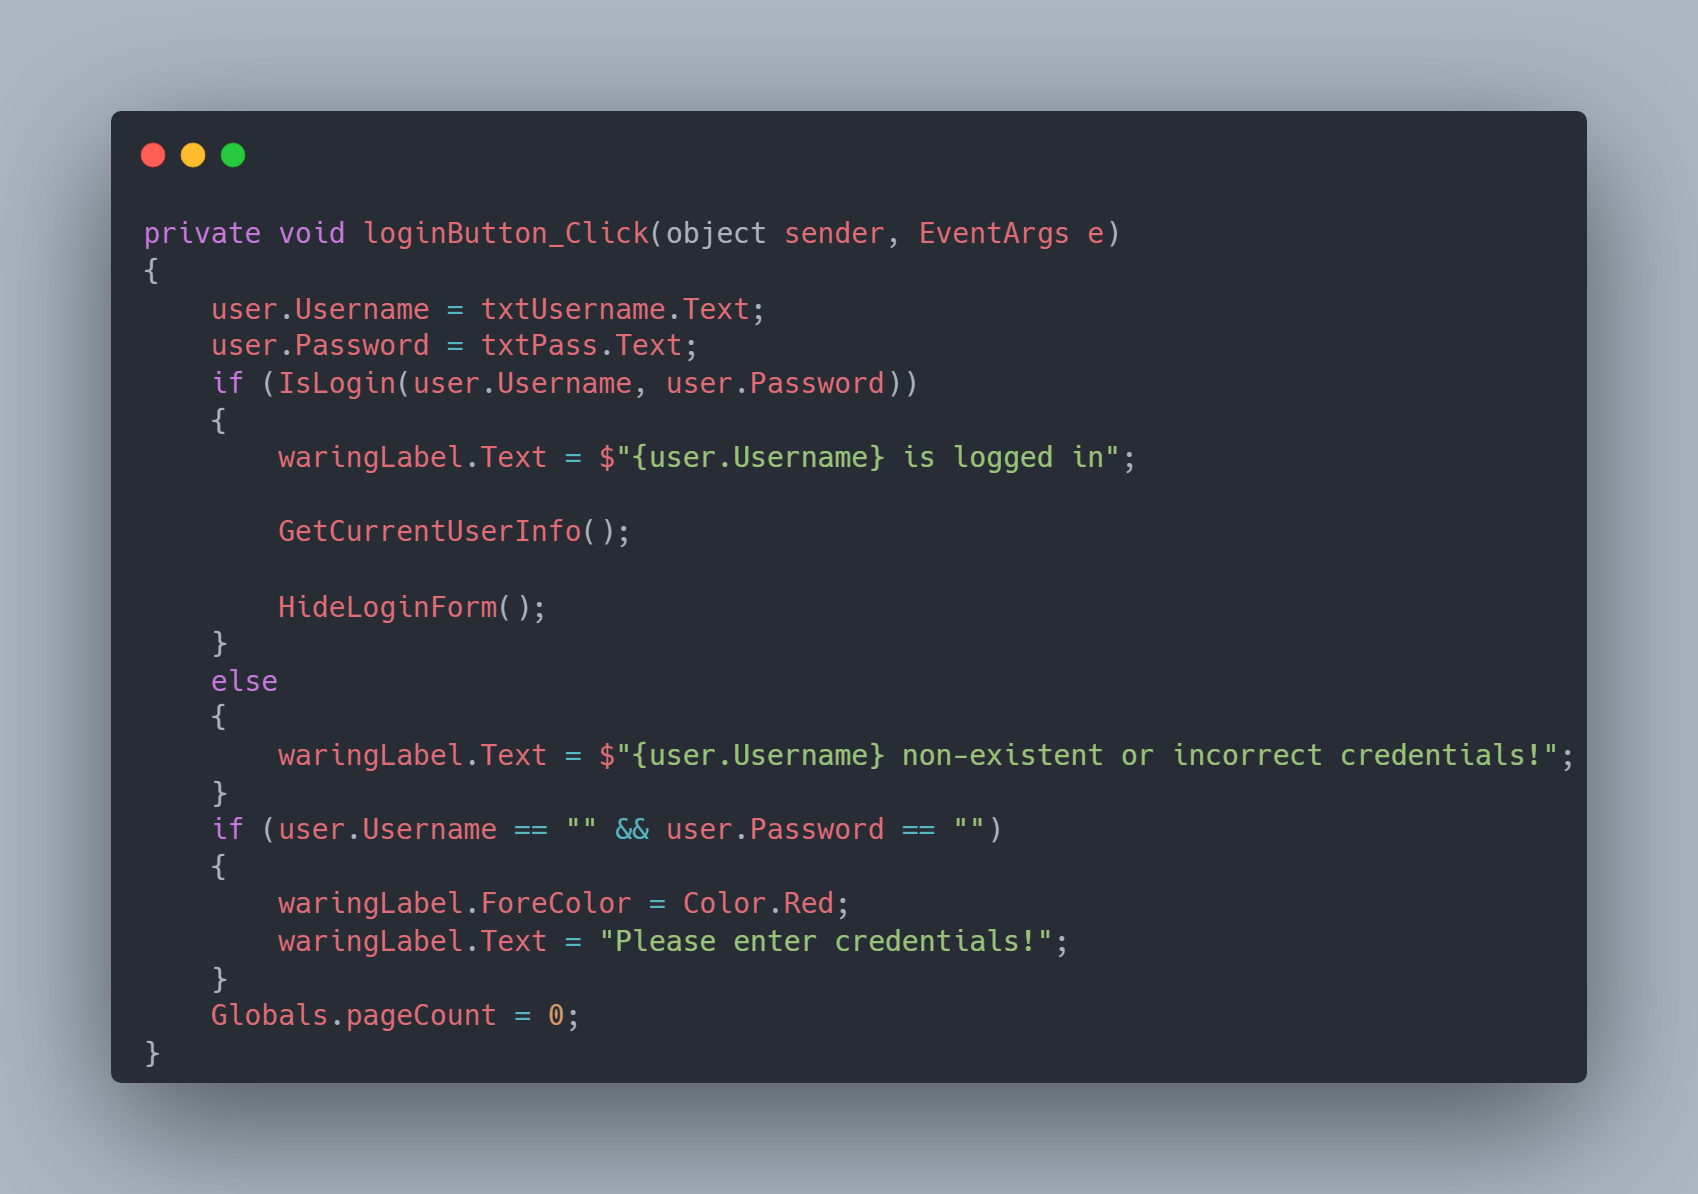 private void loginButton_Click(object sender, EventArgs e)
{
    user.Username = txtUsername.Text;
    user.Password = txtPass.Text;
    if (IsLogin(user.Username, user.Password))
    {
        waringLabel.Text = $"{user.Username} is logged in";

        GetCurrentUserInfo();

        HideLoginForm();
    }
    else
    {
        waringLabel.Text = $"{user.Username} non-existent or incorrect credentials!";
    }
    if (user.Username == "" && user.Password == "")
    {
        waringLabel.ForeColor = Color.Red;
        waringLabel.Text = "Please enter credentials!";
    }
    Globals.pageCount = 0;
}